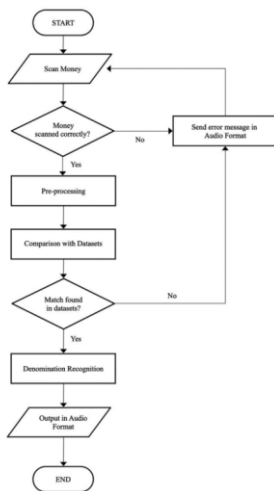 START
Scan Money
Money
scanned correctly?
No
Send error message in
Audio Format
Yes
Pre-processing
Comparison with Datasets
Match found
in datasets?
No
Yes
Denomination Recognition
Output in Audio
Format
END